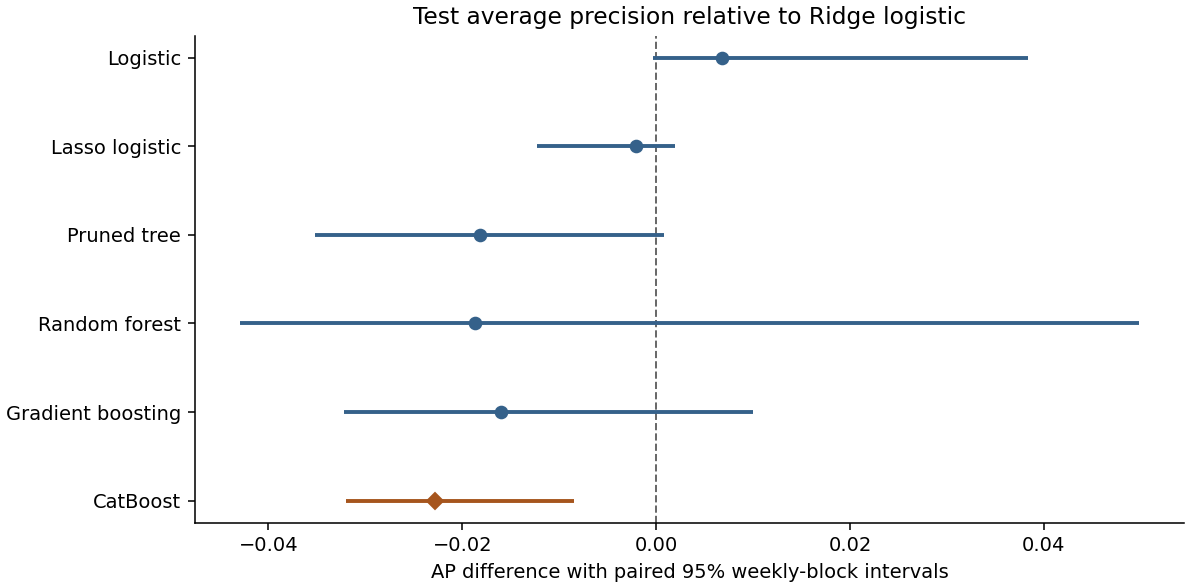 Test average precision relative to Ridge logistic
Logistic
Lasso logistic
Pruned tree
Random forest
Gradient boosting
CatBoost
−0.04 −0.02 0.00 0.02 0.04
AP difference with paired 95% weekly-block intervals